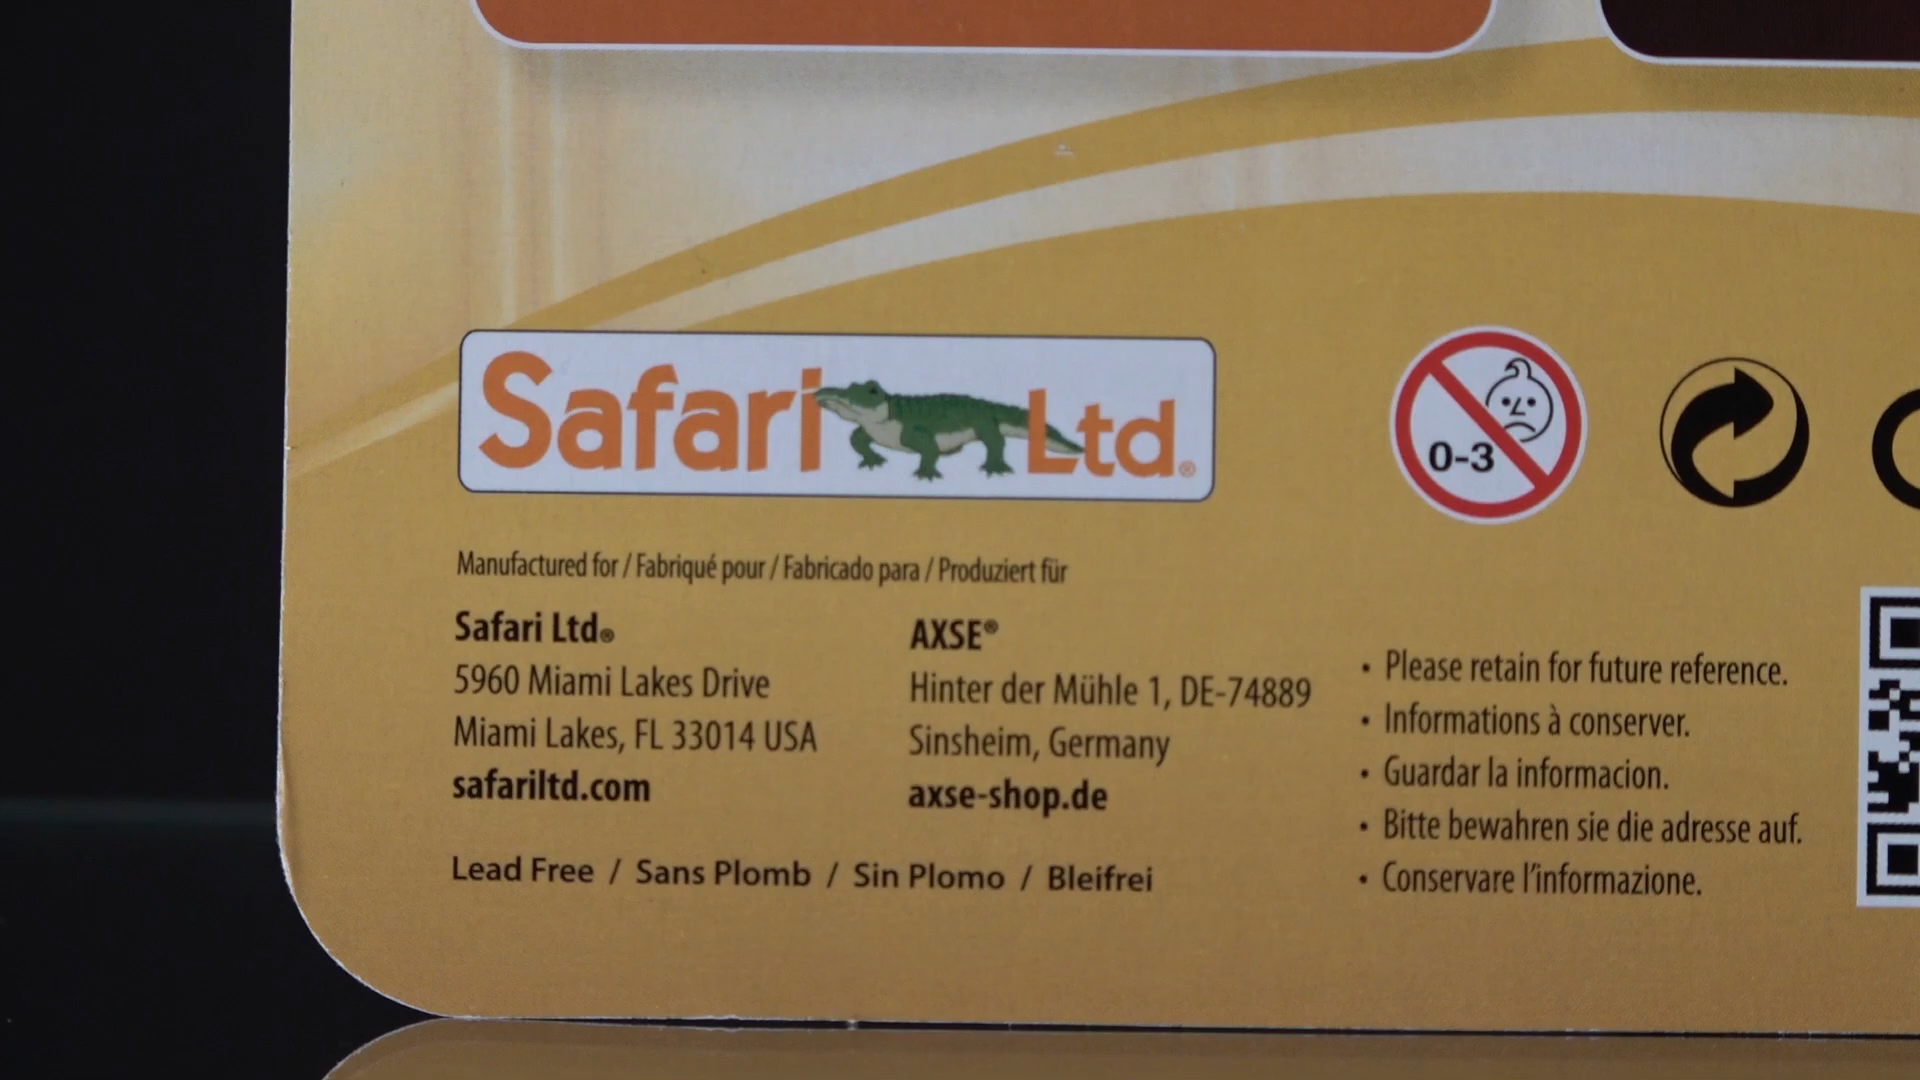 Safari Ltd.®
0-3
Manufactured for / Fabriqué pour / Fabricado para / Produziert für
Safari Ltd®
5960 Miami Lakes Drive
Miami Lakes, FL 33014 USA
safariltd.com
AXSE®
Hinter der Mühle 1, DE-74889
Sinsheim, Germany
axse-shop.de
Lead Free / Sans Plomb / Sin Plomo / Bleifrei
• Please retain for future reference.
• Informations à conserver.
• Guardar la informacion.
• Bitte bewahren sie die adresse auf.
• Conservare l'informazione.